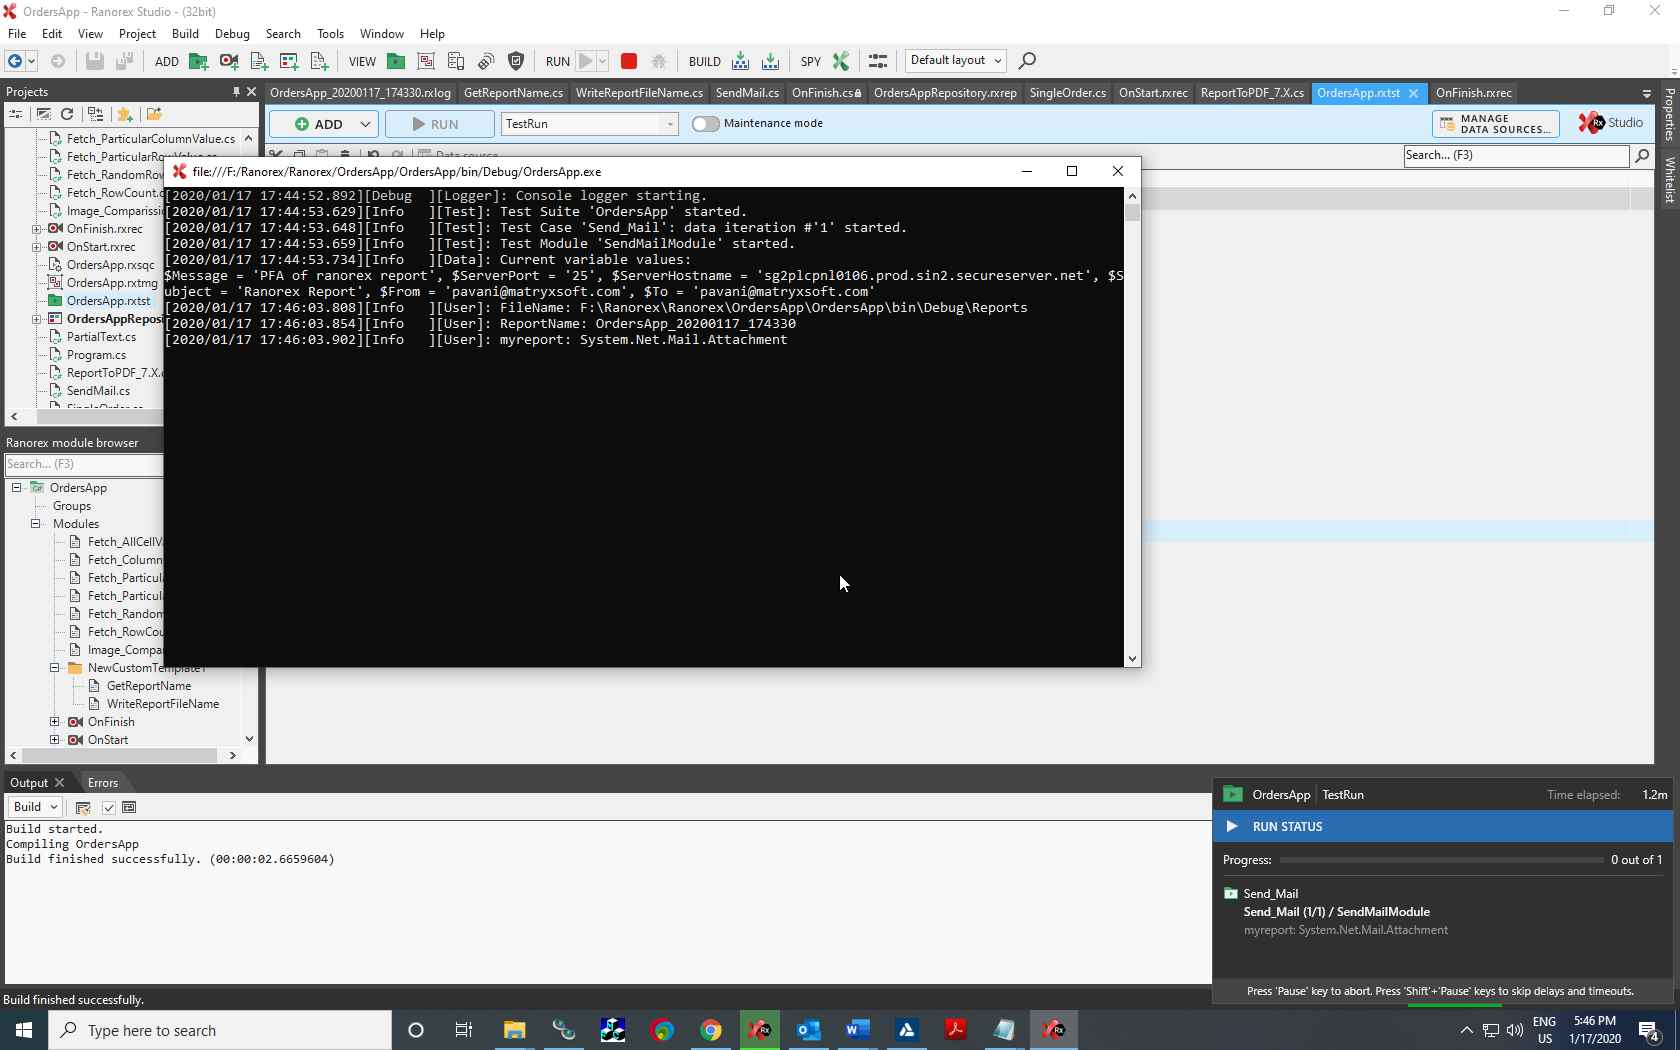 OrdersApp - Ranorex Studio - (32bit)
File Edit View Project Build Debug Search Tools Window Help
ADD VIEW RUN BUILD SPY Default layout
Projects
OrdersApp_20200117_174330.rxlog GetReportName.cs WriteReportFileName.cs SendMail.cs OnFinish.cs OrdersAppRepository.rxrep SingleOrder.cs OnStart.rxrec ReportToPDF_7.X.cs OrdersApp.rxtst OnFinish.rxrec
Properties
Whitelist
ADD RUN TestRun Maintenance mode MANAGE DATA SOURCES... Rx Studio
Data source
Search... (F3)
Fetch_ParticularColumnValue.cs
Fetch_ParticularRowValue.cs
Fetch_RandomRow
Fetch_RowCount.c
Image_Comparissi
OnFinish.rxrec
OnStart.rxrec
OrdersApp.rxsqc
OrdersApp.rxtmg
OrdersApp.rxtst
OrdersAppReposi
PartialText.cs
Program.cs
ReportToPDF_7.X.
SendMail.cs
SingleOrder.cs
file:///F:/Ranorex/Ranorex/OrdersApp/OrdersApp/bin/Debug/OrdersApp.exe
[2020/01/17 17:44:52.892][Debug  ][Logger]: Console logger starting.
[2020/01/17 17:44:53.629][Info   ][Test]: Test Suite 'OrdersApp' started.
[2020/01/17 17:44:53.648][Info   ][Test]: Test Case 'Send_Mail': data iteration #'1' started.
[2020/01/17 17:44:53.659][Info   ][Test]: Test Module 'SendMailModule' started.
[2020/01/17 17:44:53.734][Info   ][Data]: Current variable values:
$Message = 'PFA of ranorex report', $ServerPort = '25', $ServerHostname = 'sg2plcpnl0106.prod.sin2.secureserver.net', $S
ubject = 'Ranorex Report', $From = 'pavani@matryxsoft.com', $To = 'pavani@matryxsoft.com'
[2020/01/17 17:46:03.808][Info   ][User]: FileName: F:\Ranorex\Ranorex\OrdersApp\OrdersApp\bin\Debug\Reports
[2020/01/17 17:46:03.854][Info   ][User]: ReportName: OrdersApp_20200117_174330
[2020/01/17 17:46:03.902][Info   ][User]: myreport: System.Net.Mail.Attachment
Ranorex module browser
Search... (F3)
OrdersApp
Groups
Modules
Fetch_AllCellV
Fetch_Column
Fetch_Particul
Fetch_Particul
Fetch_Random
Fetch_RowCou
Image_Compa
NewCustomTemplate1
GetReportName
WriteReportFileName
OnFinish
OnStart
Output Errors
Build
Build started.
Compiling OrdersApp
Build finished successfully. (00:00:02.6659604)
OrdersApp TestRun Time elapsed: 1.2m
RUN STATUS
Progress: 0 out of 1
Send_Mail
Send_Mail (1/1) / SendMailModule
myreport: System.Net.Mail.Attachment
Press 'Pause' key to abort. Press 'Shift'+'Pause' keys to skip delays and timeouts.
Build finished successfully.
Type here to search
ENG
US
5:46 PM
1/17/2020
4